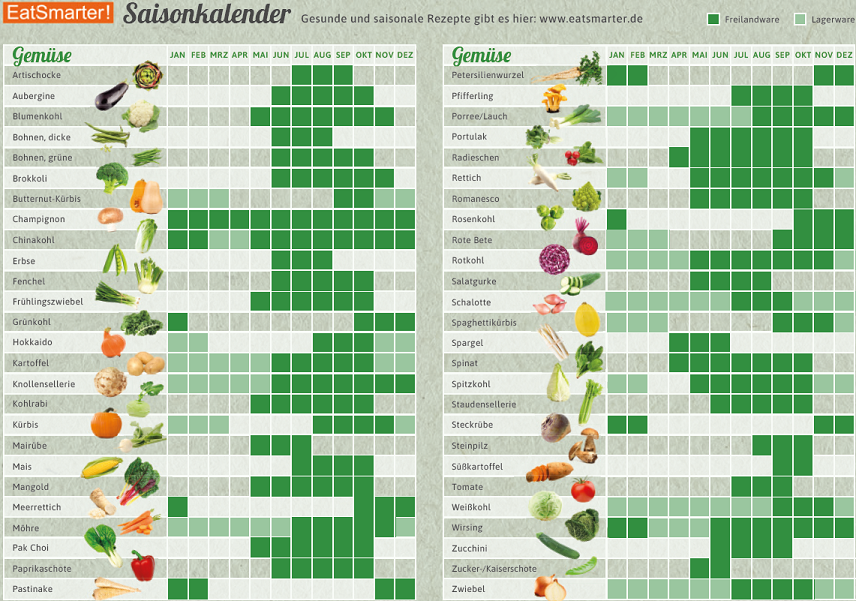 EatSmarter! Saisonkalender Gesunde und saisonale Rezepte gibt es hier: www.eatsmarter.de Freilandware Lagerware
Gemüse JAN FEB MRZ APR MAI JUN JUL AUG SEP OKT NOV DEZ
Artischocke
Aubergine
Blumenkohl
Bohnen, dicke
Bohnen, grüne
Brokkoli
Butternut-Kürbis
Champignon
Chinakohl
Erbse
Fenchel
Frühlingszwiebel
Grünkohl
Hokkaido
Kartoffel
Knollensellerie
Kohlrabi
Kürbis
Mairübe
Mais
Mangold
Meerrettich
Möhre
Pak Choi
Paprikaschote
Pastinake
Gemüse JAN FEB MRZ APR MAI JUN JUL AUG SEP OKT NOV DEZ
Petersilienwurzel
Pfifferling
Porree/Lauch
Portulak
Radieschen
Rettich
Romanesco
Rosenkohl
Rote Bete
Rotkohl
Salatgurke
Schalotte
Spaghettikürbis
Spargel
Spinat
Spitzkohl
Staudensellerie
Steckrübe
Steinpilz
Süßkartoffel
Tomate
Weißkohl
Wirsing
Zucchini
Zucker-/Kaiserschote
Zwiebel